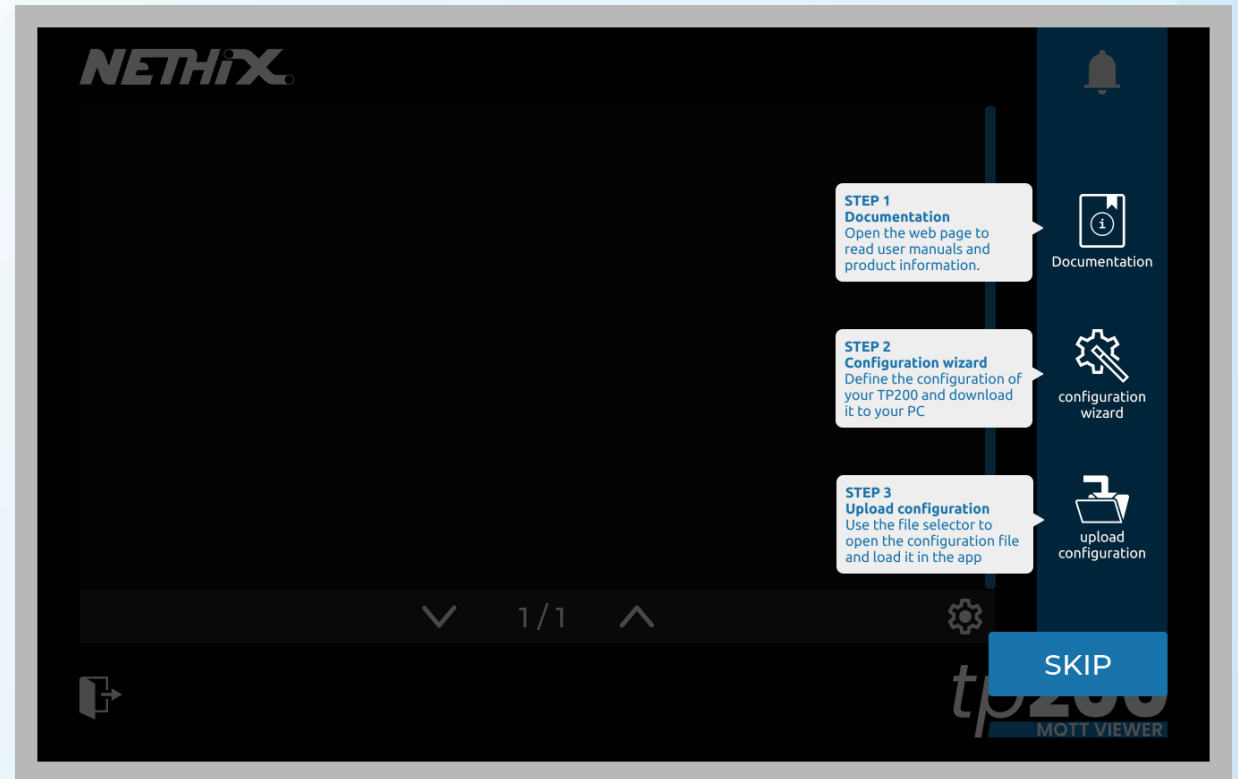 NETHIX
STEP 1
Documentation
Open the web page to
read user manuals and
product information.
Documentation
STEP 2
Configuration wizard
Define the configuration of
your TP200 and download
it to your PC
configuration
wizard
STEP 3
Upload configuration
Use the file selector to
open the configuration file
and load it in the app
upload
configuration
1/1
SKIP
tp200
MQTT VIEWER